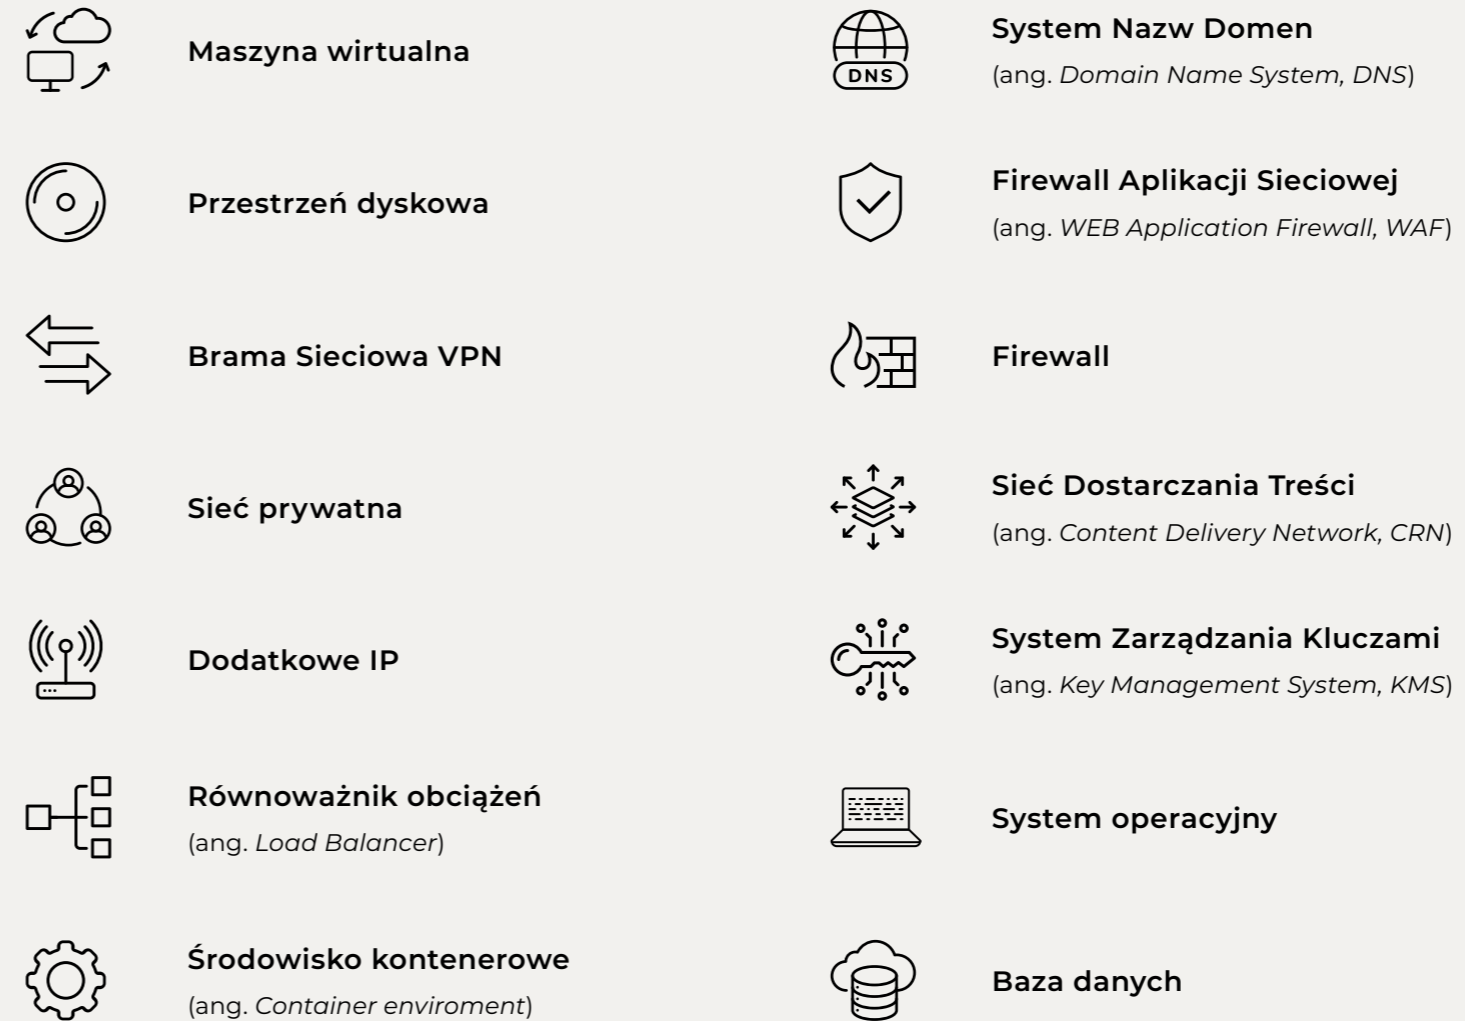 Maszyna wirtualna
Przestrzeń dyskowa
Brama Sieciowa VPN
Sieć prywatna
Dodatkowe IP
Równoważnik obciążeń
(ang. Load Balancer)
Środowisko kontenerowe
(ang. Container enviroment)
DNS
System Nazw Domen
(ang. Domain Name System, DNS)
Firewall Aplikacji Sieciowej
(ang. WEB Application Firewall, WAF)
Firewall
Sieć Dostarczania Treści
(ang. Content Delivery Network, CRN)
System Zarządzania Kluczami
(ang. Key Management System, KMS)
System operacyjny
Baza danych